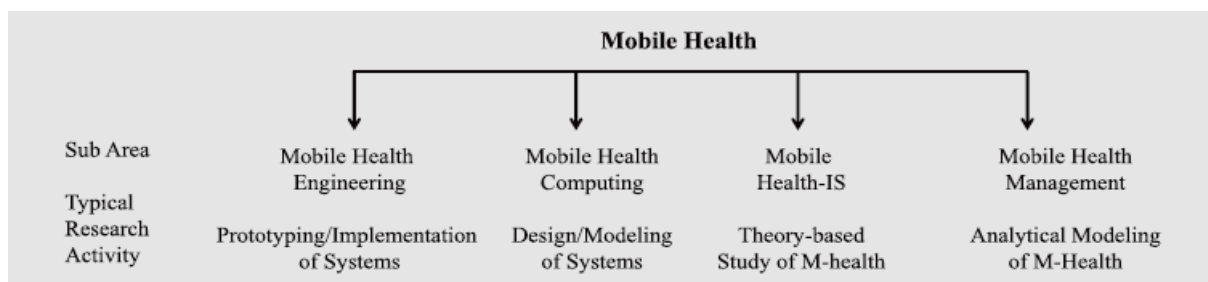 Mobile Health
Sub Area
Mobile Health
Engineering
Mobile Health
Computing
Mobile
Health-IS
Mobile Health
Management
Typical
Research
Activity
Prototyping/Implementation
of Systems
Design/Modeling
of Systems
Theory-based
Study of M-health
Analytical Modeling
of M-Health